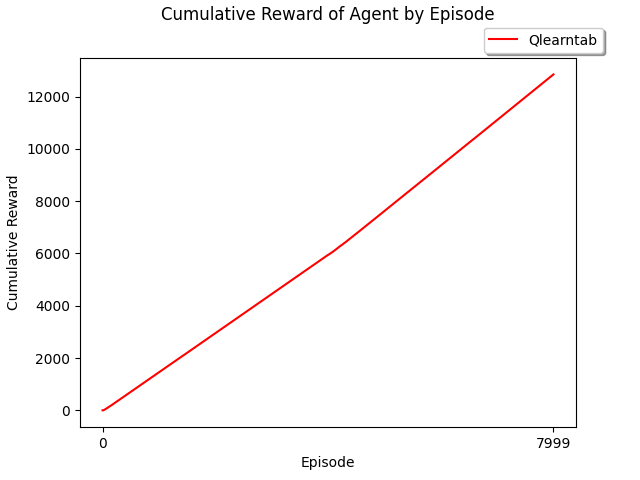 Cumulative Reward of Agent by Episode
Qlearntab
12000
10000
8000
6000
4000
2000
0
Cumulative Reward
0 7999
Episode